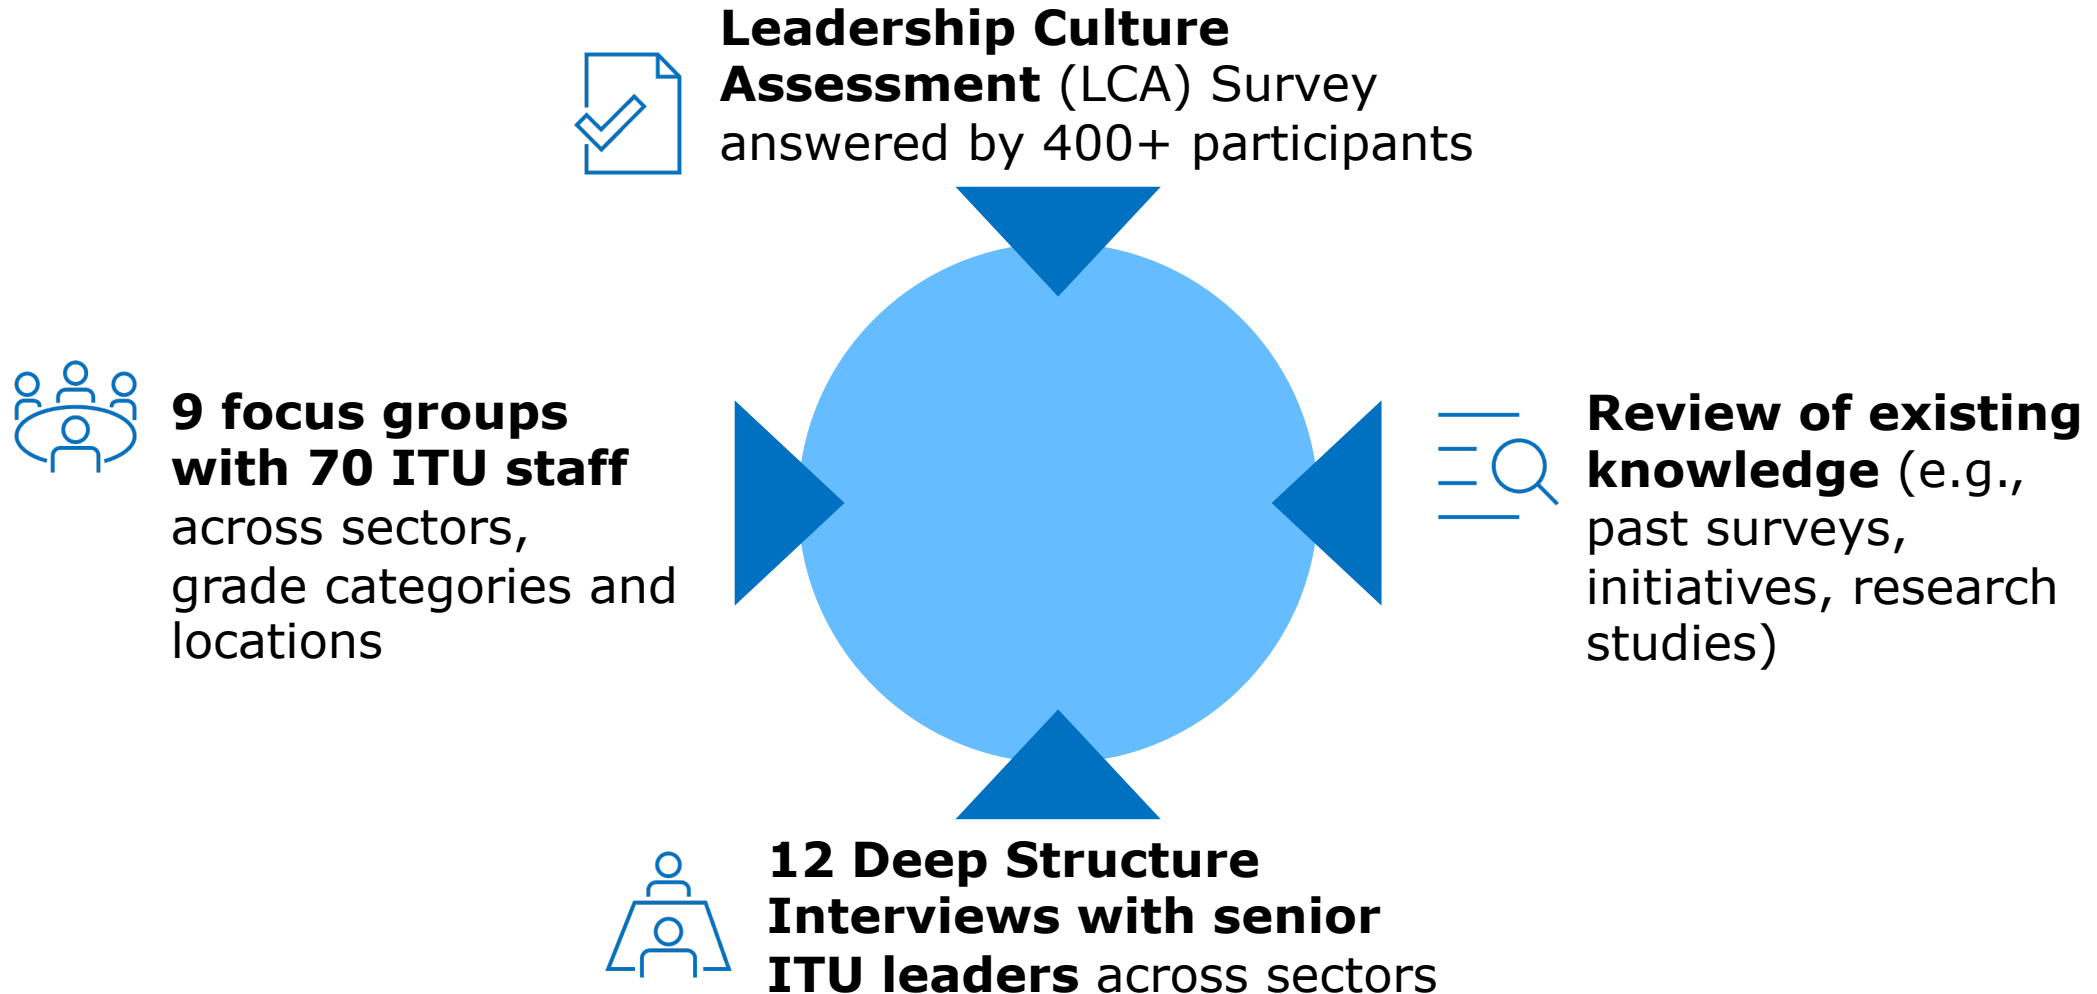 Leadership Culture
Assessment (LCA) Survey
answered by 400+ participants
9 focus groups
with 70 ITU staff
across sectors,
grade categories and
locations
Review of existing
knowledge (e.g.,
past surveys,
initiatives, research
studies)
12 Deep Structure
Interviews with senior
ITU leaders across sectors